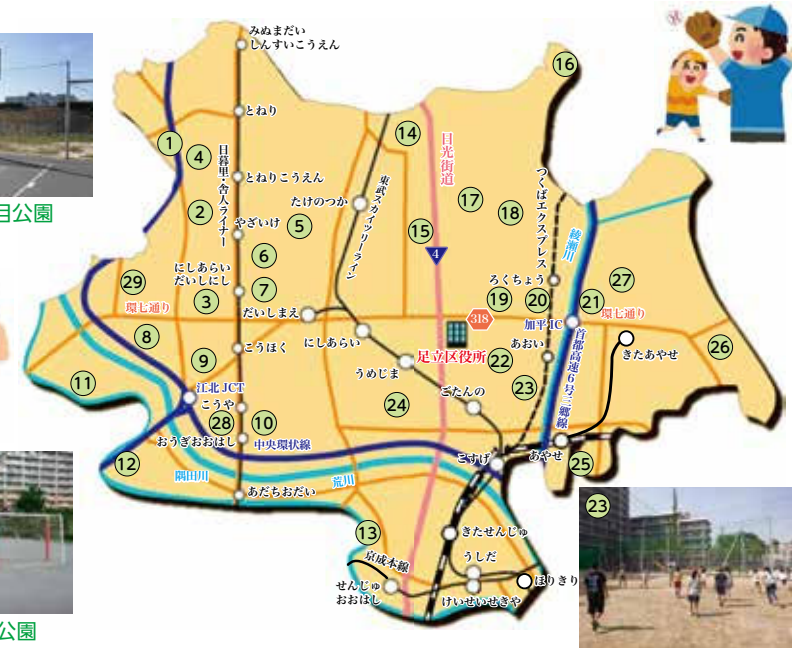 みぬまだい
しんすいこうえん
とねり
とねりこうえん
やざいけ
にしあらい
だいしにし
こうほく
江北JCT
こうや
おうぎおおはし
あだちおだい
日暮里・舎人ライナー
たけのつか
だいしまえ
にしあらい
うめじま
ごたんの
こすげ
東武スカイツリーライン
日光街道
4
318
足立区役所
つくばエクスプレス
ろくちょう
加平IC
あおい
綾瀬川
首都高速6号三郷線
環七通り
環七通り
きたあやせ
あやせ
中央環状線
隅田川
荒川
きたせんじゅ
うしだ
京成本線
せんじゅ
おおはし
けいせいせきや
ほりきり
1
2
3
4
5
6
7
8
9
10
11
12
13
14
15
16
17
18
19
20
21
22
23
24
25
26
27
28
29
23
目公園
公園